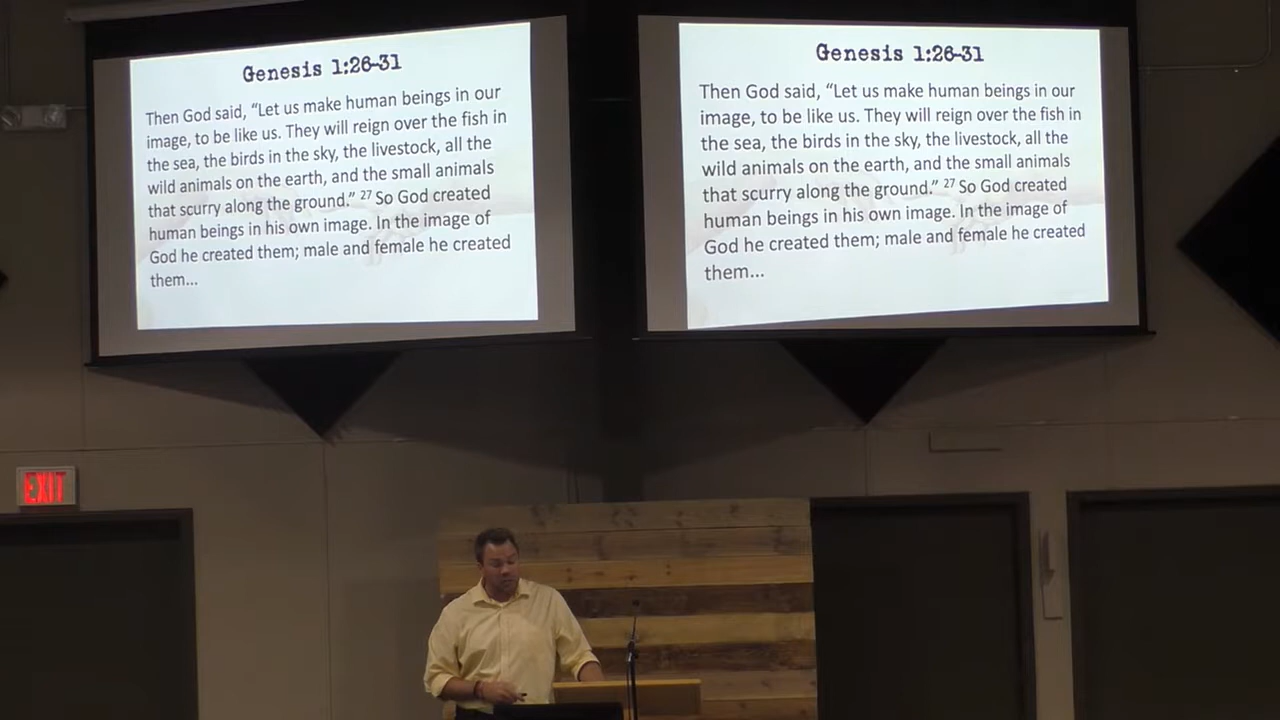 Genesis 1:26-31
Then God said, “Let us make human beings in our
image, to be like us. They will reign over the fish in
the sea, the birds in the sky, the livestock, all the
wild animals on the earth, and the small animals
that scurry along the ground.” 27 So God created
human beings in his own image. In the image of
God he created them; male and female he created
them...
Genesis 1:26-31
Then God said, “Let us make human beings in our
image, to be like us. They will reign over the fish in
the sea, the birds in the sky, the livestock, all the
wild animals on the earth, and the small animals
that scurry along the ground.” 27 So God created
human beings in his own image. In the image of
God he created them; male and female he created
them...
EXIT